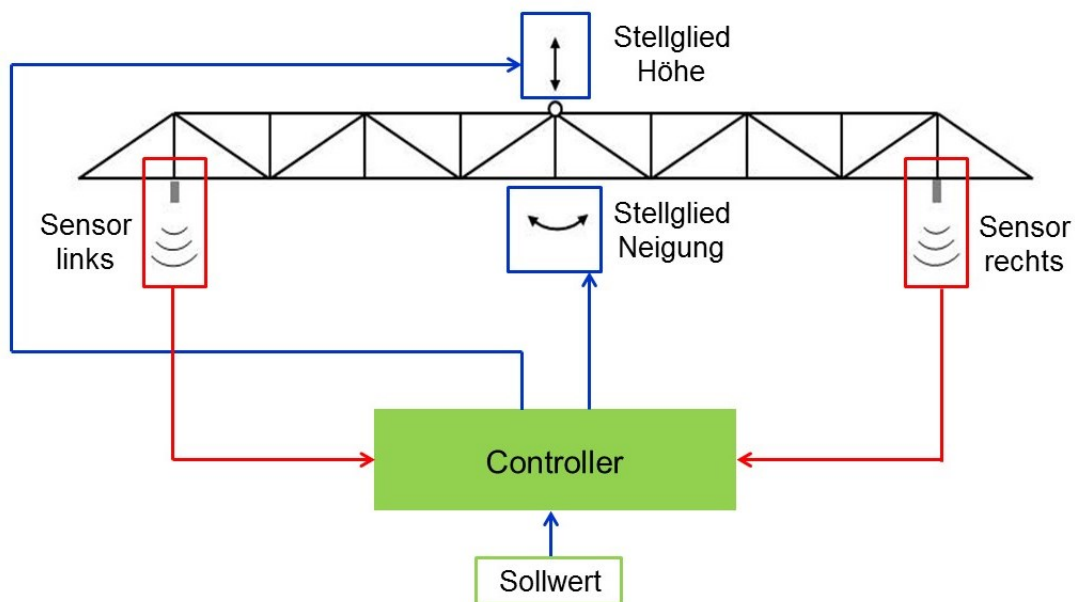 Stellglied
Höhe
Sensor
links
Stellglied
Neigung
Sensor
rechts
Controller
Sollwert